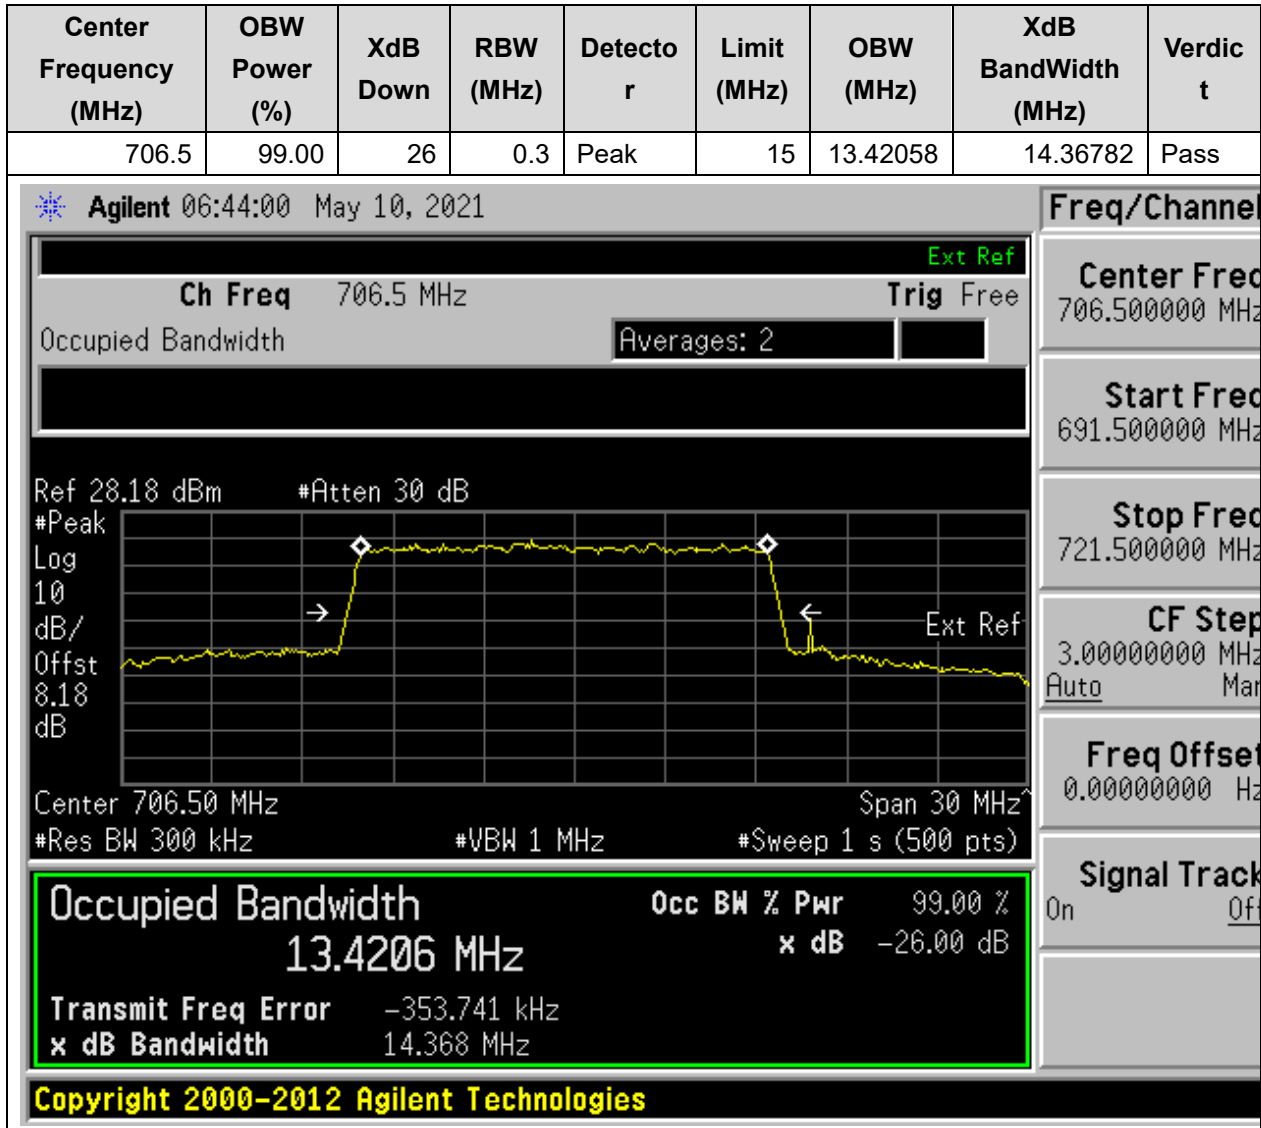 Center Frequency (MHz) OBW Power (%) XdB Down RBW (MHz) Detecto r Limit (MHz) OBW (MHz) XdB BandWidth (MHz) Verdic t
706.5 99.00 26 0.3 Peak 15 13.42058 14.36782 Pass
Agilent 06:44:00 May 10, 2021
Freq/Channel
Ext Ref
Ch Freq 706.5 MHz Trig Free
Occupied Bandwidth Averages: 2
Center Freq
706.500000 MHz
Start Freq
691.500000 MHz
Stop Freq
721.500000 MHz
CF Step
3.00000000 MHz
Auto Man
Freq Offset
0.00000000 Hz
Signal Track
On Off
Ref 28.18 dBm #Atten 30 dB
#Peak
Log
10
dB/
Offst
8.18
dB
Ext Ref
Center 706.50 MHz Span 30 MHz^
#Res BW 300 kHz #VBW 1 MHz #Sweep 1 s (500 pts)
Occupied Bandwidth
13.4206 MHz
Occ BW % Pwr 99.00 %
x dB -26.00 dB
Transmit Freq Error -353.741 kHz
x dB Bandwidth 14.368 MHz
Copyright 2000-2012 Agilent Technologies